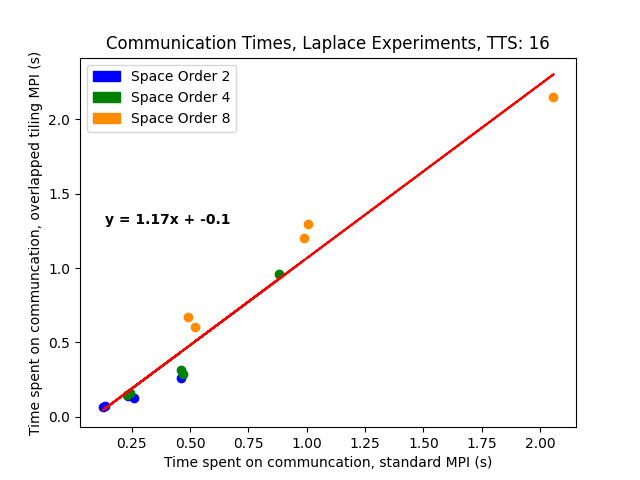 Communication Times, Laplace Experiments, TTS: 16
Time spent on communcation, overlapped tiling MPI (s)
Space Order 2
Space Order 4
Space Order 8
y = 1.17x + -0.1
2.0
1.5
1.0
0.5
0.0
0.25 0.50 0.75 1.00 1.25 1.50 1.75 2.00
Time spent on communcation, standard MPI (s)